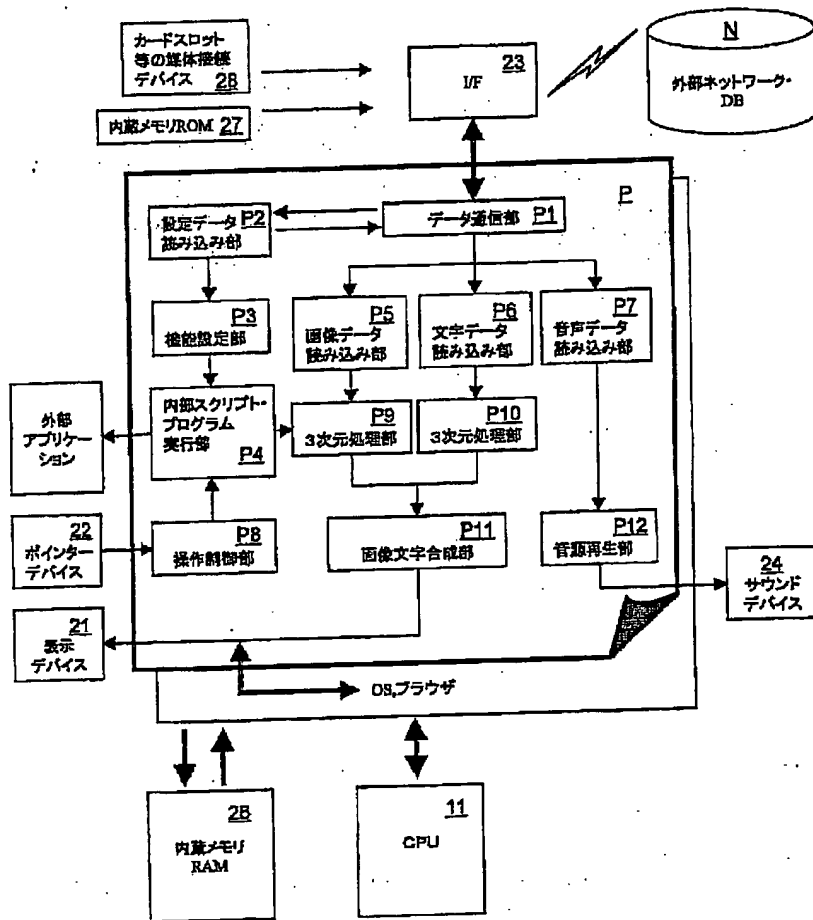 カードスロット
等の媒体接続
デバイス 28
内蔵メモリROM 27
23
I/F
N
外部ネットワーク・
DB
P
P2
設定データ
読み込み部
データ通信部 P1
P3
機能設定部
P5
画像データ
読み込み部
P6
文字データ
読み込み部
P7
音声データ
読み込み部
外部
アプリケー
ション
内部スクリプト・
プログラム
実行部 P4
P9
3次元処理部
P10
3次元処理部
22
ポインター
デバイス
P8
操作制御部
P11
画像文字合成部
P12
音源再生部
24
サウンド
デバイス
21
表示
デバイス
OS,ブラウザ
26
内蔵メモリ
RAM
11
CPU